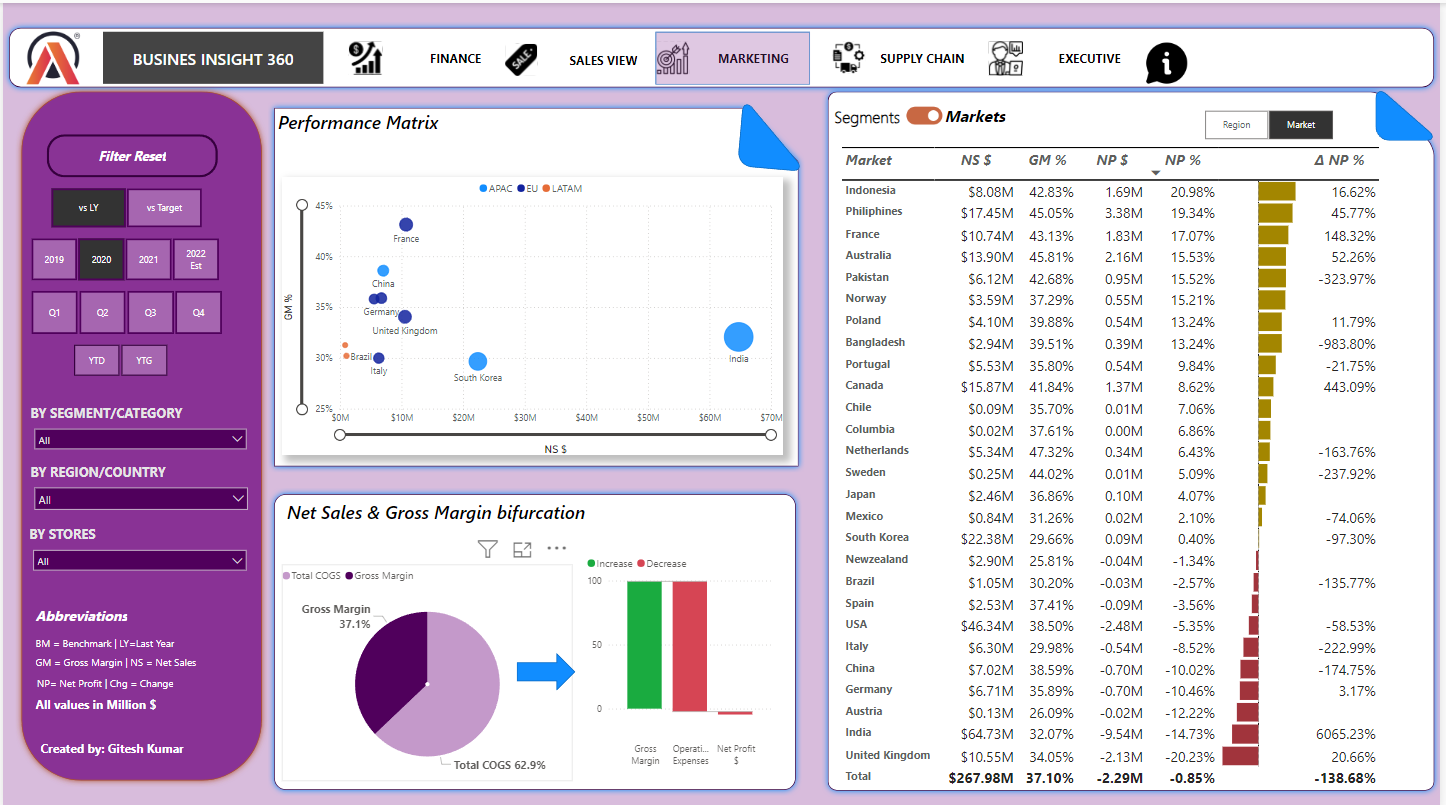 BUSINES INSIGHT 360
FINANCE
SALE
SALES VIEW
MARKETING
SUPPLY CHAIN
EXECUTIVE
Filter Reset
vs LY vs Target
2019 2020 2021 2022 Est
Q1 Q2 Q3 Q4
YTD YTG
BY SEGMENT/CATEGORY
All
BY REGION/COUNTRY
All
BY STORES
All
Abbreviations
BM = Benchmark | LY=Last Year
GM = Gross Margin | NS = Net Sales
NP= Net Profit | Chg = Change
All values in Million $
Created by: Gitesh Kumar
Performance Matrix
APAC EU LATAM
GM %
45%
40%
35%
30%
25%
France
China
Germany
United Kingdom
Brazil
Italy
South Korea
India
$0M $10M $20M $30M $40M $50M $60M $70M
NS $
Net Sales & Gross Margin bifurcation
Total COGS Gross Margin
Gross Margin
37.1%
Total COGS 62.9%
Increase Decrease
100
50
0
Gross Margin
Operati... Expenses
Net Profit $
Segments Markets
Region Market
Market NS $ GM % NP $ NP % Δ NP %
Indonesia $8.08M 42.83% 1.69M 20.98% 16.62%
Philiphines $17.45M 45.05% 3.38M 19.34% 45.77%
France $10.74M 43.13% 1.83M 17.07% 148.32%
Australia $13.90M 45.81% 2.16M 15.53% 52.26%
Pakistan $6.12M 42.68% 0.95M 15.52% -323.97%
Norway $3.59M 37.29% 0.55M 15.21%
Poland $4.10M 39.88% 0.54M 13.24% 11.79%
Bangladesh $2.94M 39.51% 0.39M 13.24% -983.80%
Portugal $5.53M 35.80% 0.54M 9.84% -21.75%
Canada $15.87M 41.84% 1.37M 8.62% 443.09%
Chile $0.09M 35.70% 0.01M 7.06%
Columbia $0.02M 37.61% 0.00M 6.86%
Netherlands $5.34M 47.32% 0.34M 6.43% -163.76%
Sweden $0.25M 44.02% 0.01M 5.09% -237.92%
Japan $2.46M 36.86% 0.10M 4.07%
Mexico $0.84M 31.26% 0.02M 2.10% -74.06%
South Korea $22.38M 29.66% 0.09M 0.40% -97.30%
Newzealand $2.90M 25.81% -0.04M -1.34%
Brazil $1.05M 30.20% -0.03M -2.57% -135.77%
Spain $2.53M 37.41% -0.09M -3.56%
USA $46.34M 38.50% -2.48M -5.35% -58.53%
Italy $6.30M 29.98% -0.54M -8.52% -222.99%
China $7.02M 38.59% -0.70M -10.02% -174.75%
Germany $6.71M 35.89% -0.70M -10.46% 3.17%
Austria $0.13M 26.09% -0.02M -12.22%
India $64.73M 32.07% -9.54M -14.73% 6065.23%
United Kingdom $10.55M 34.05% -2.13M -20.23% 20.66%
Total $267.98M 37.10% -2.29M -0.85% -138.68%